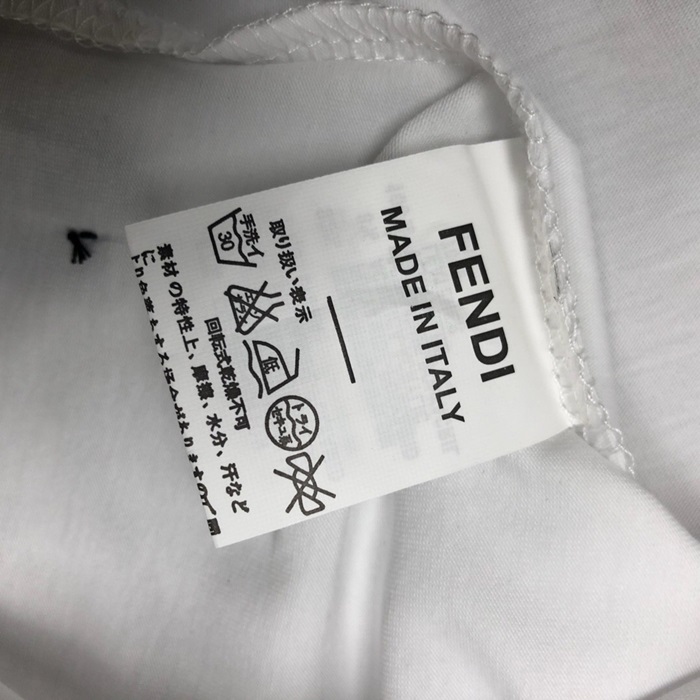 FENDI
MADE IN ITALY
取り扱い表示
手洗イ
30
低
ドライ
回転式乾燥不可
素材の特性上、摩擦、水分、汗など
に